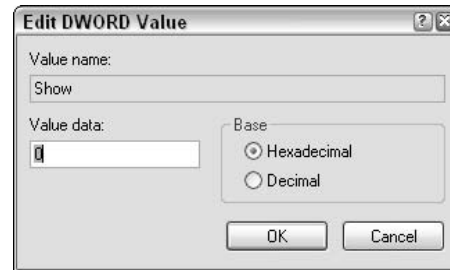 Edit DWORD Value
Value name:
Show
Value data:
0
Base
Hexadecimal
Decimal
OK
Cancel